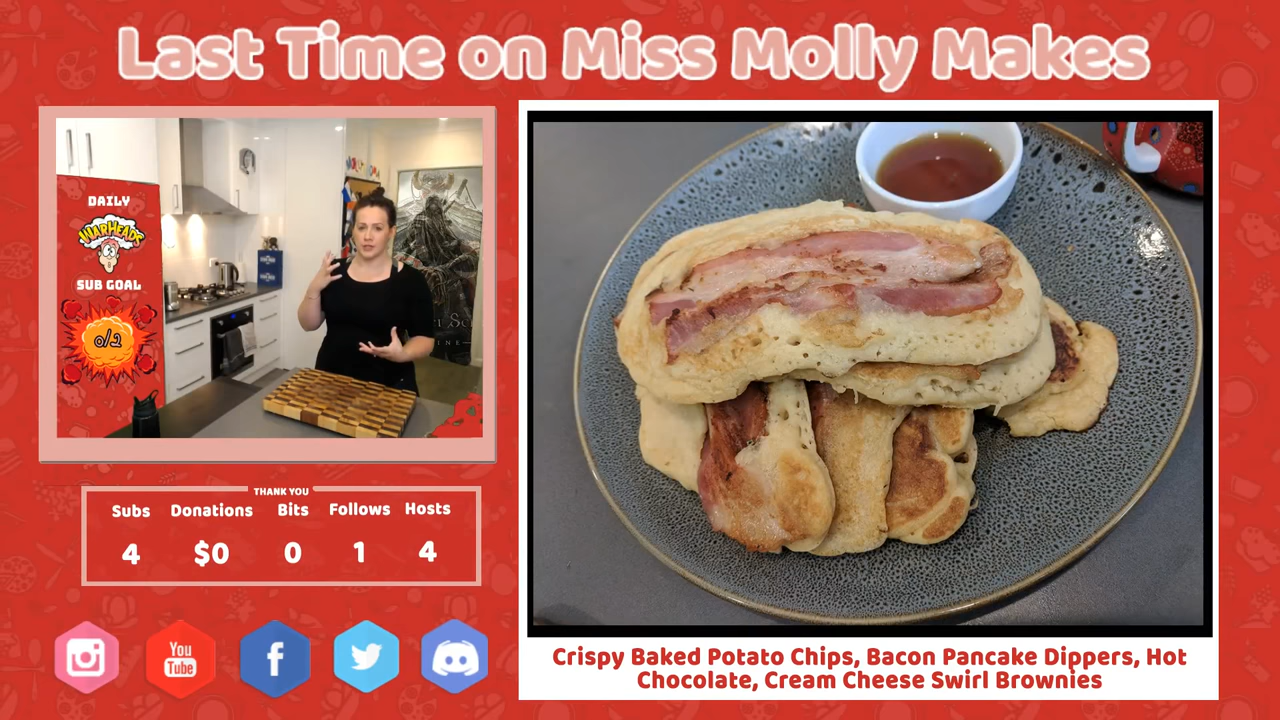 Last Time on Miss Molly Makes
DAILY
WARHEADS
SUB GOAL
0/2
THANK YOU
Subs Donations Bits Follows Hosts
4 $0 0 1 4
You
Tube
Crispy Baked Potato Chips, Bacon Pancake Dippers, Hot
Chocolate, Cream Cheese Swirl Brownies